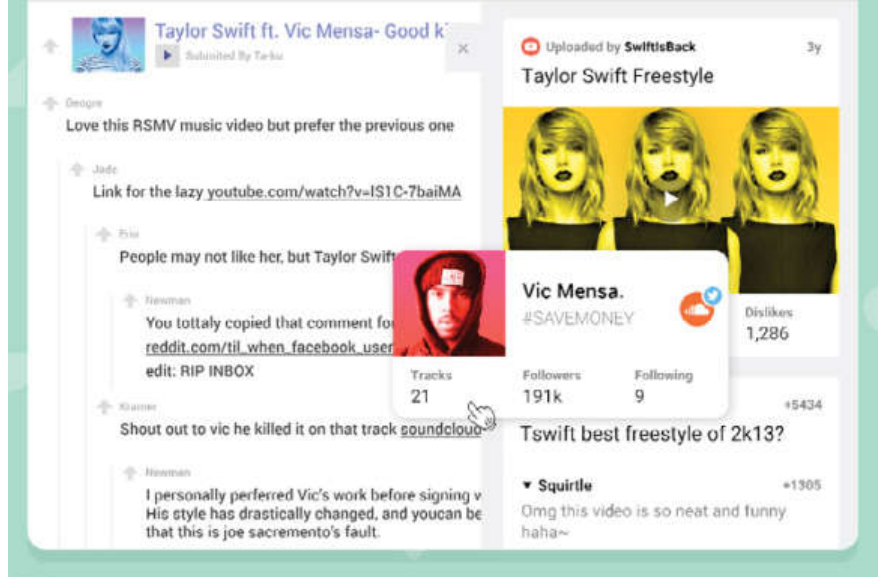 Taylor Swift ft. Vic Mensa- Good k
Submited By Ta-ku
Deogre
Love this RSMV music video but prefer the previous one
Jade
Link for the lazy youtube.com/watch?v=IS1C-7baiMA
People may not like her, but Taylor Swift
Newman
You tottaly copied that comment fo
reddit.com/til_when_facebook_user
edit: RIP INBOX
Kramer
Shout out to vic he killed it on that track soundcloud
Newman
I personally perferred Vic's work before signing w
His style has drastically changed, and youcan be
that this is joe sacremento's fault.
×
Uploaded by SwiftIsBack
3y
Taylor Swift Freestyle
Dislikes
1,286
Vic Mensa.
#SAVEMONEY
Tracks
21
Followers
191k
Following
9
+5434
Tswift best freestyle of 2k13?
Squirtle
+1305
Omg this video is so neat and funny
haha~